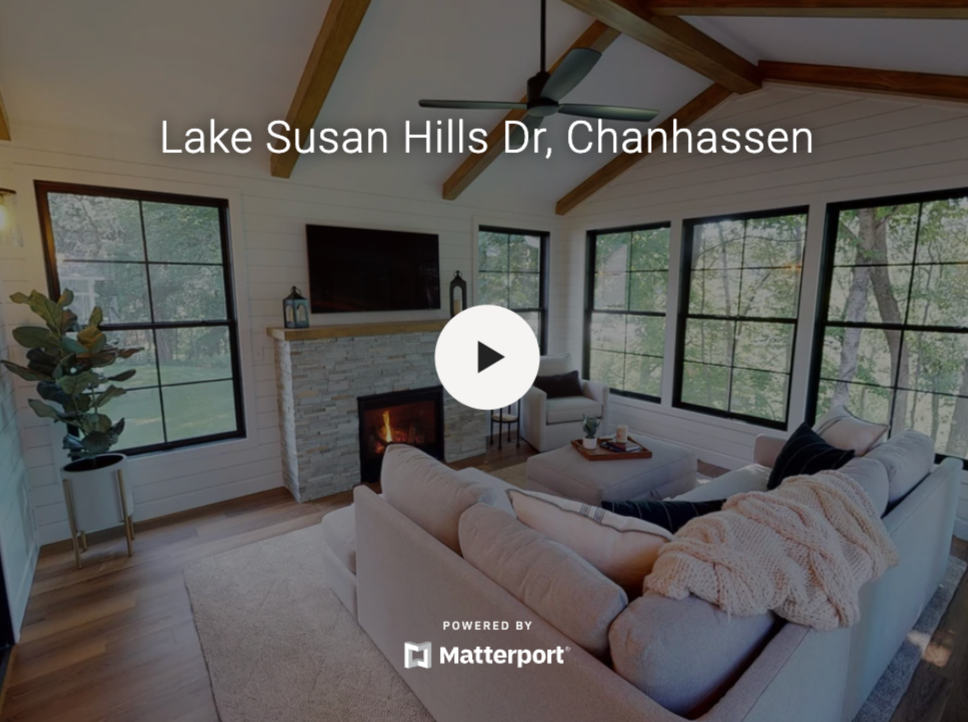 Lake Susan Hills Dr, Chanhassen
POWERED BY
Matterport®